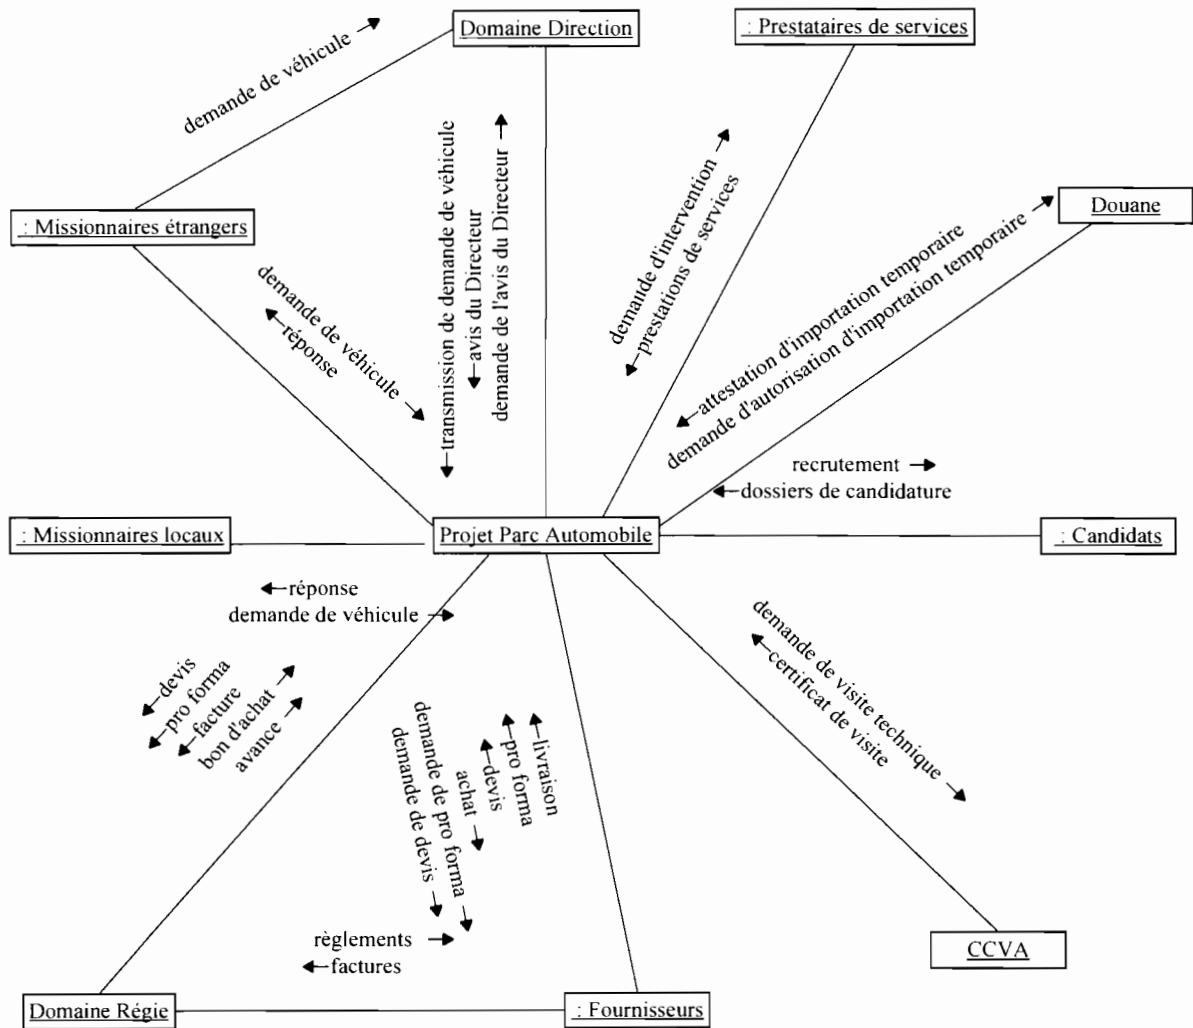 Domaine Direction
: Prestataires de services
demande de véhicule
: Missionnaires étrangers
Douane
demande de véhicule
réponse
transmission de demande de véhicule
avis du Directeur
demande de l'avis du Directeur
demande d'intervention
prestations de services
attestation d'importation temporaire
demande d'autorisation d'importation temporaire
recrutement
dossiers de candidature
: Missionnaires locaux
Projet Parc Automobile
: Candidats
réponse
demande de véhicule
devis
pro forma
facture
bon d'achat
avance
demande de devis
demande de pro forma
achat
devis
pro forma
livraison
demande de visite technique
certificat de visite
règlements
factures
CCVA
Domaine Régie
: Fournisseurs